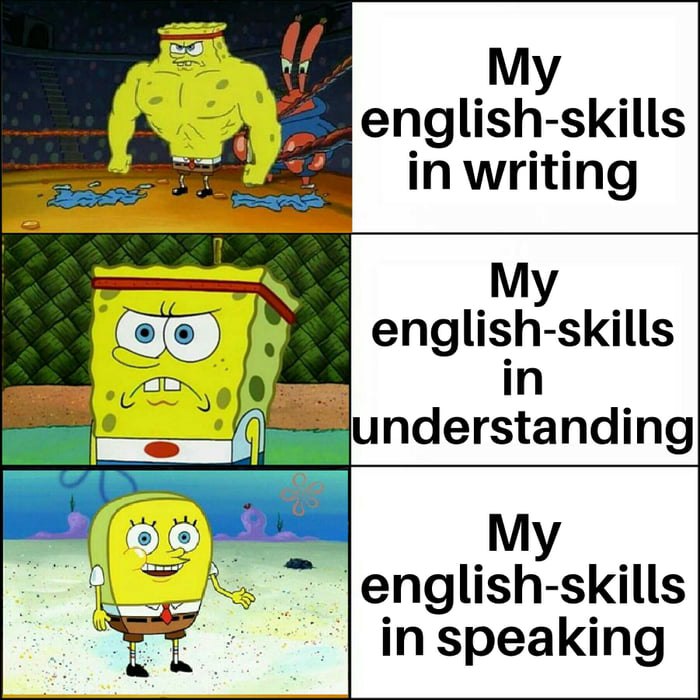 My
english-skills
in writing
My
english-skills
in
understanding
My
english-skills
in speaking